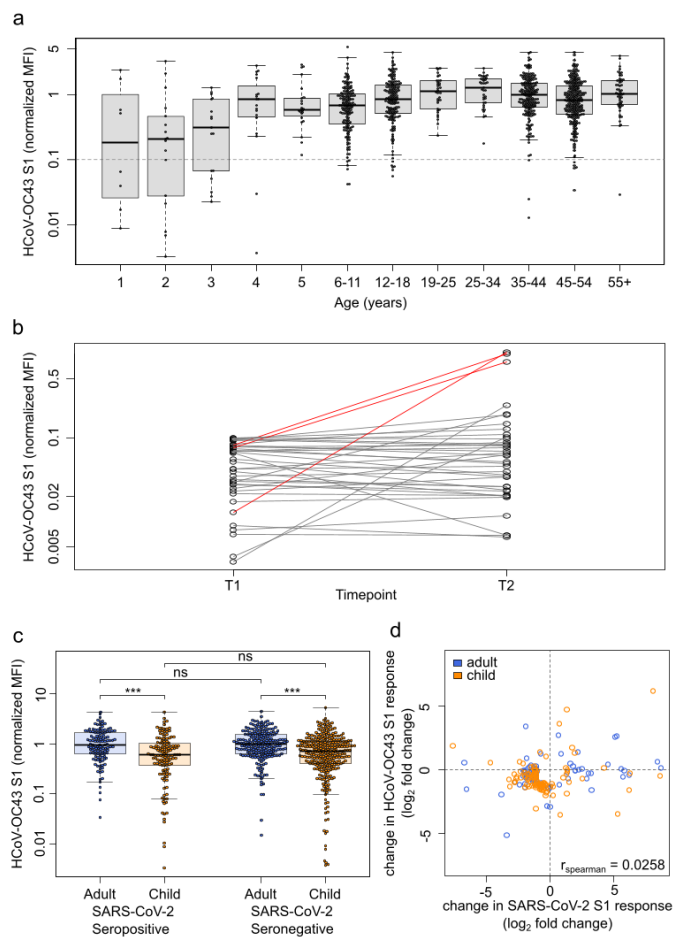 a
HCoV-OC43 S1 (normalized MFI)
5
1
0.1
0.01
1 2 3 4 5 6-11 12-18 19-25 25-34 35-44 45-54 55+
Age (years)
b
HCoV-OC43 S1 (normalized MFI)
0.5
0.1
0.02
0.005
T1 T2
Timepoint
c
HCoV-OC43 S1 (normalized MFI)
10
1
0.1
0.01
ns
ns
*** ***
Adult Child Adult Child
SARS-CoV-2 SARS-CoV-2
Seropositive Seronegative
d
adult
child
change in HCoV-OC43 S1 response
(log2 fold change)
5
0
-5
rspearman = 0.0258
-5 0 5
change in SARS-CoV-2 S1 response
(log2 fold change)